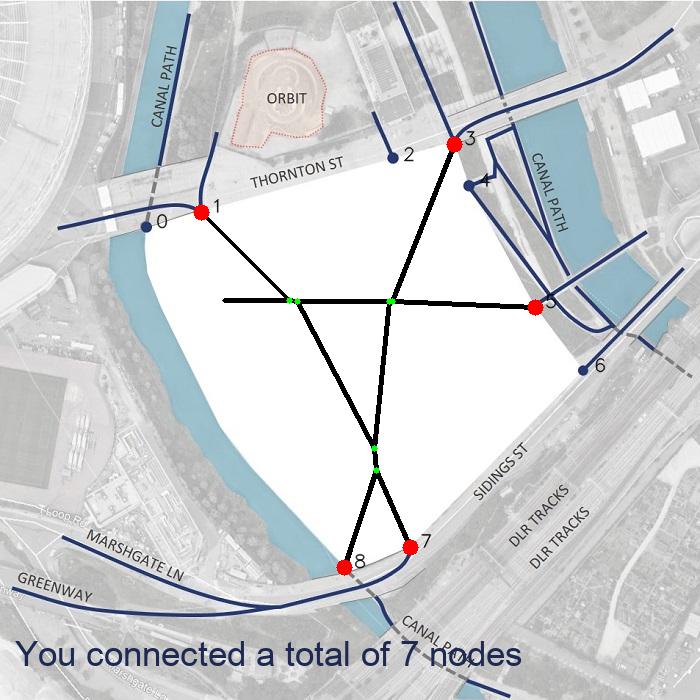 CANAL PATH
ORBIT
3
2
THORNTON ST
4
CANAL PATH
1
0
5
6
SIDINGS ST
DLR TRACKS
DLR TRACKS
7
8
MARSHGATE LN
GREENWAY
CANAL PATH
You connected a total of 7 nodes